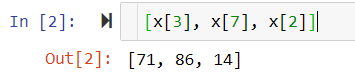 In [2]: [x[3], x[7], x[2]]
Out[2]: [71, 86, 14]